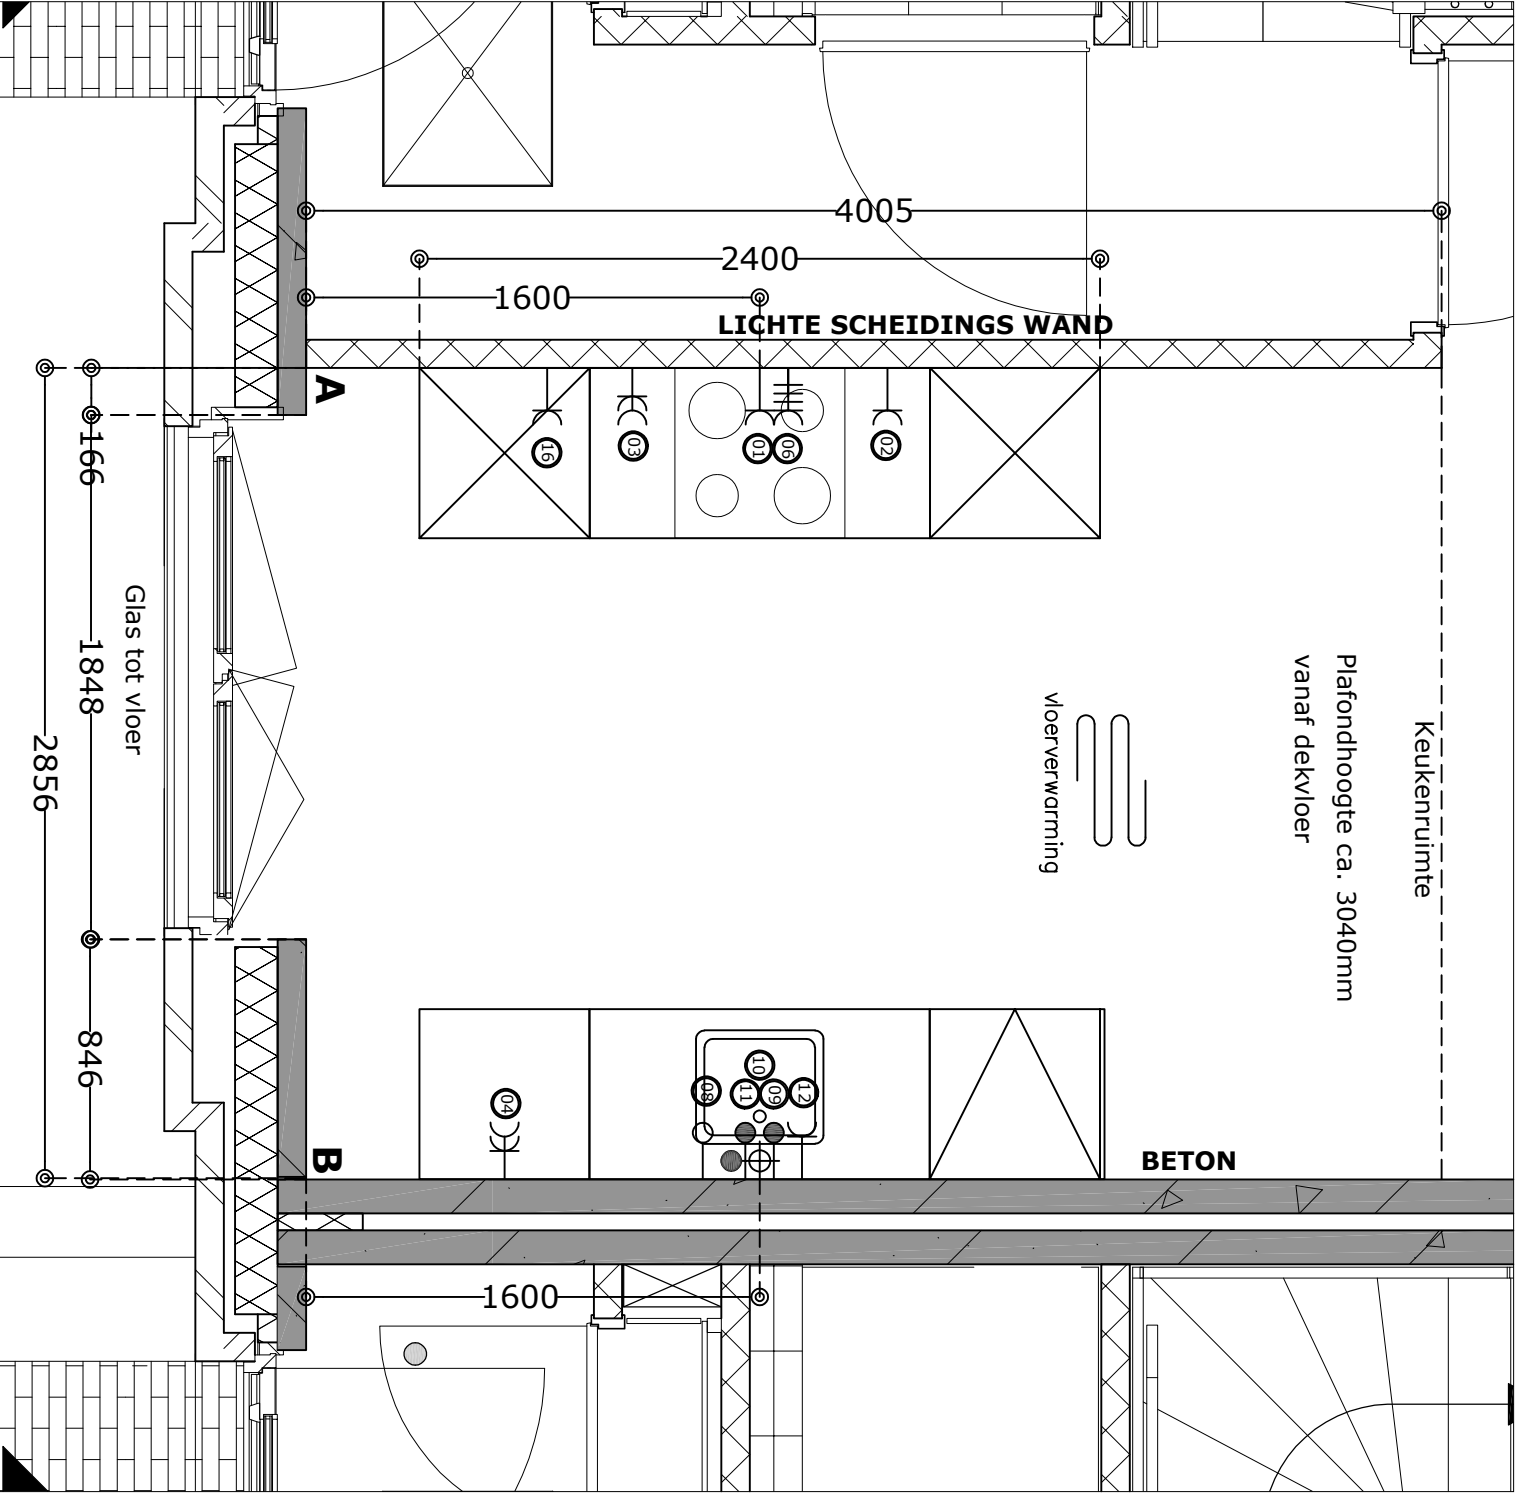 4005
2400
1600
LICHTE SCHEIDINGS WAND
A
16
03
01
06
02
166
1848
2856
846
Glas tot vloer
vloerverwarming
Plafondhoogte ca. 3040mm
vanaf dekvloer
Keukenruimte
10
08
11
09
12
04
B
BETON
1600